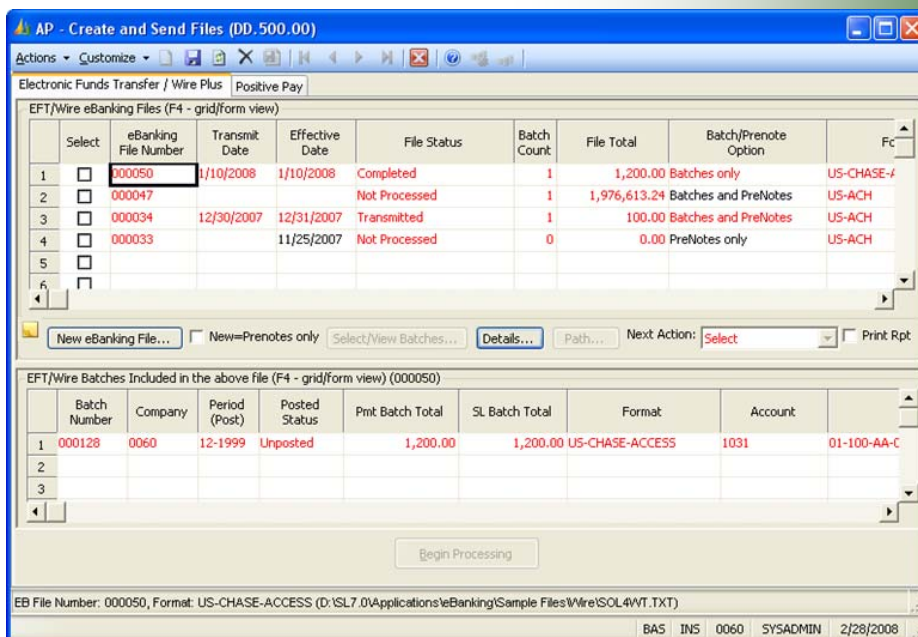 AP - Create and Send Files (DD.500.00)
Actions Customize
Electronic Funds Transfer / Wire Plus Positive Pay
EFT/Wire eBanking Files (F4 - grid/form view)
Select eBanking File Number Transmit Date Effective Date File Status Batch Count File Total Batch/Prenote Option Fc
1 000050 1/10/2008 1/10/2008 Completed 1 1,200.00 Batches only US-CHASE-A
2 000047 Not Processed 1 1,976,613.24 Batches and PreNotes US-ACH
3 000034 12/30/2007 12/31/2007 Transmitted 1 100.00 Batches and PreNotes US-ACH
4 000033 11/25/2007 Not Processed 0 0.00 PreNotes only US-ACH
5
6
New eBanking File... New=Prenotes only Select/View Batches... Details... Path... Next Action: Select Print Rpt
EFT/Wire Batches Included in the above file (F4 - grid/form view) (000050)
Batch Number Company Period (Post) Posted Status Pmt Batch Total SL Batch Total Format Account
1 000128 0060 12-1999 Unposted 1,200.00 1,200.00 US-CHASE-ACCESS 1031 01-100-AA-0
2
3
Begin Processing
EB File Number: 000050, Format: US-CHASE-ACCESS (D:\SL7.0\Applications\eBanking\Sample Files\Wire\SOL4WT.TXT)
BAS INS 0060 SYSADMIN 2/28/2008